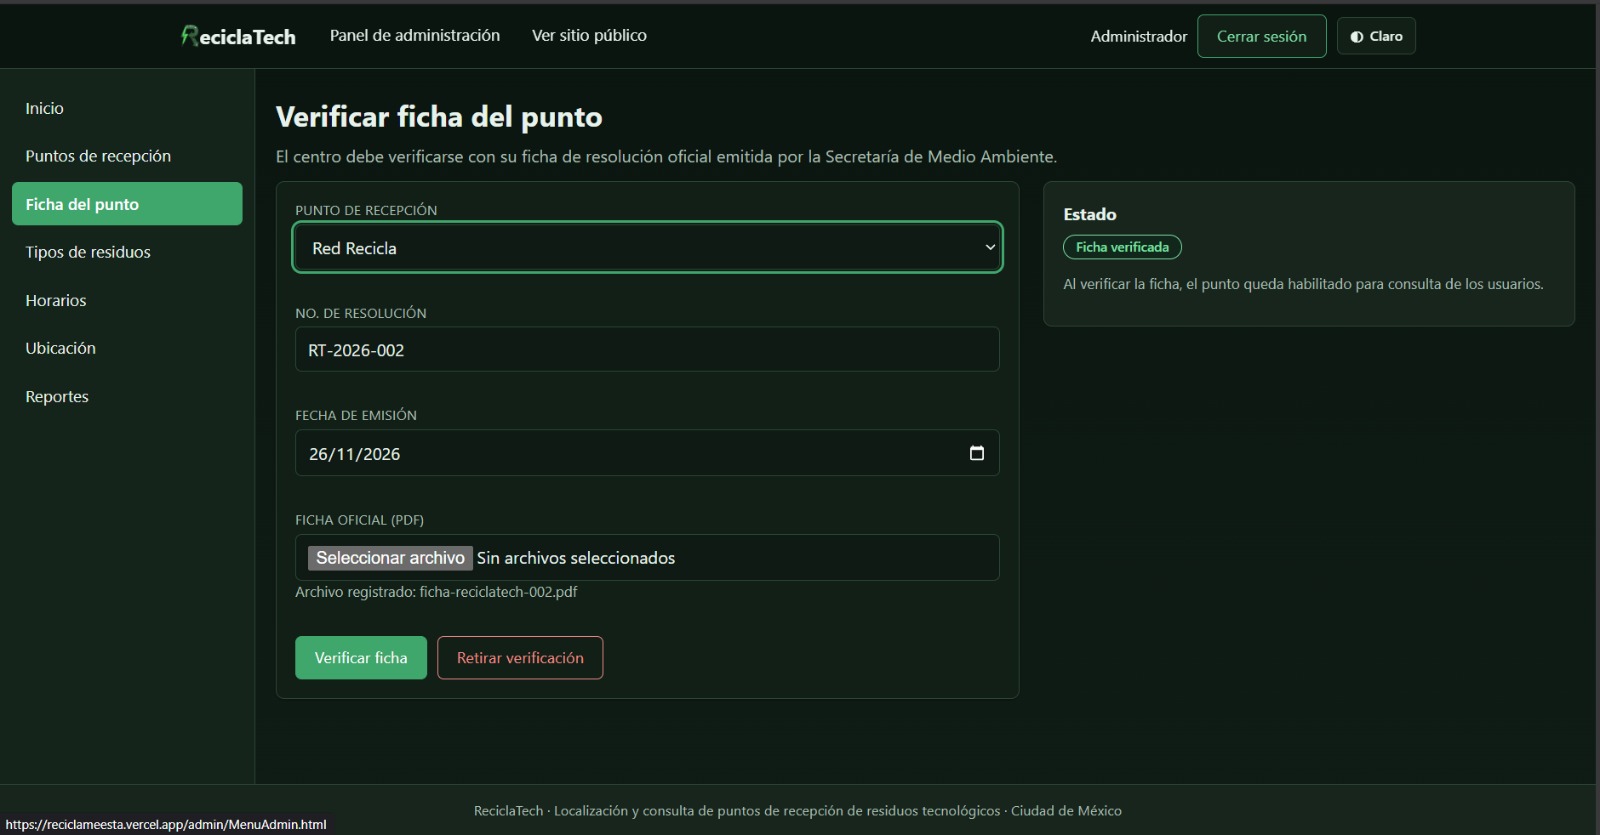 ReciclaTech
Panel de administración
Ver sitio público
Administrador
Cerrar sesión
Claro
Inicio
Puntos de recepción
Ficha del punto
Tipos de residuos
Horarios
Ubicación
Reportes
Verificar ficha del punto
El centro debe verificarse con su ficha de resolución oficial emitida por la Secretaría de Medio Ambiente.
PUNTO DE RECEPCIÓN
Red Recicla
NO. DE RESOLUCIÓN
RT-2026-002
FECHA DE EMISIÓN
26/11/2026
FICHA OFICIAL (PDF)
Seleccionar archivo Sin archivos seleccionados
Archivo registrado: ficha-reciclatech-002.pdf
Verificar ficha
Retirar verificación
Estado
Ficha verificada
Al verificar la ficha, el punto queda habilitado para consulta de los usuarios.
ReciclaTech · Localización y consulta de puntos de recepción de residuos tecnológicos · Ciudad de México
https://reciclameesta.vercel.app/admin/MenuAdmin.html